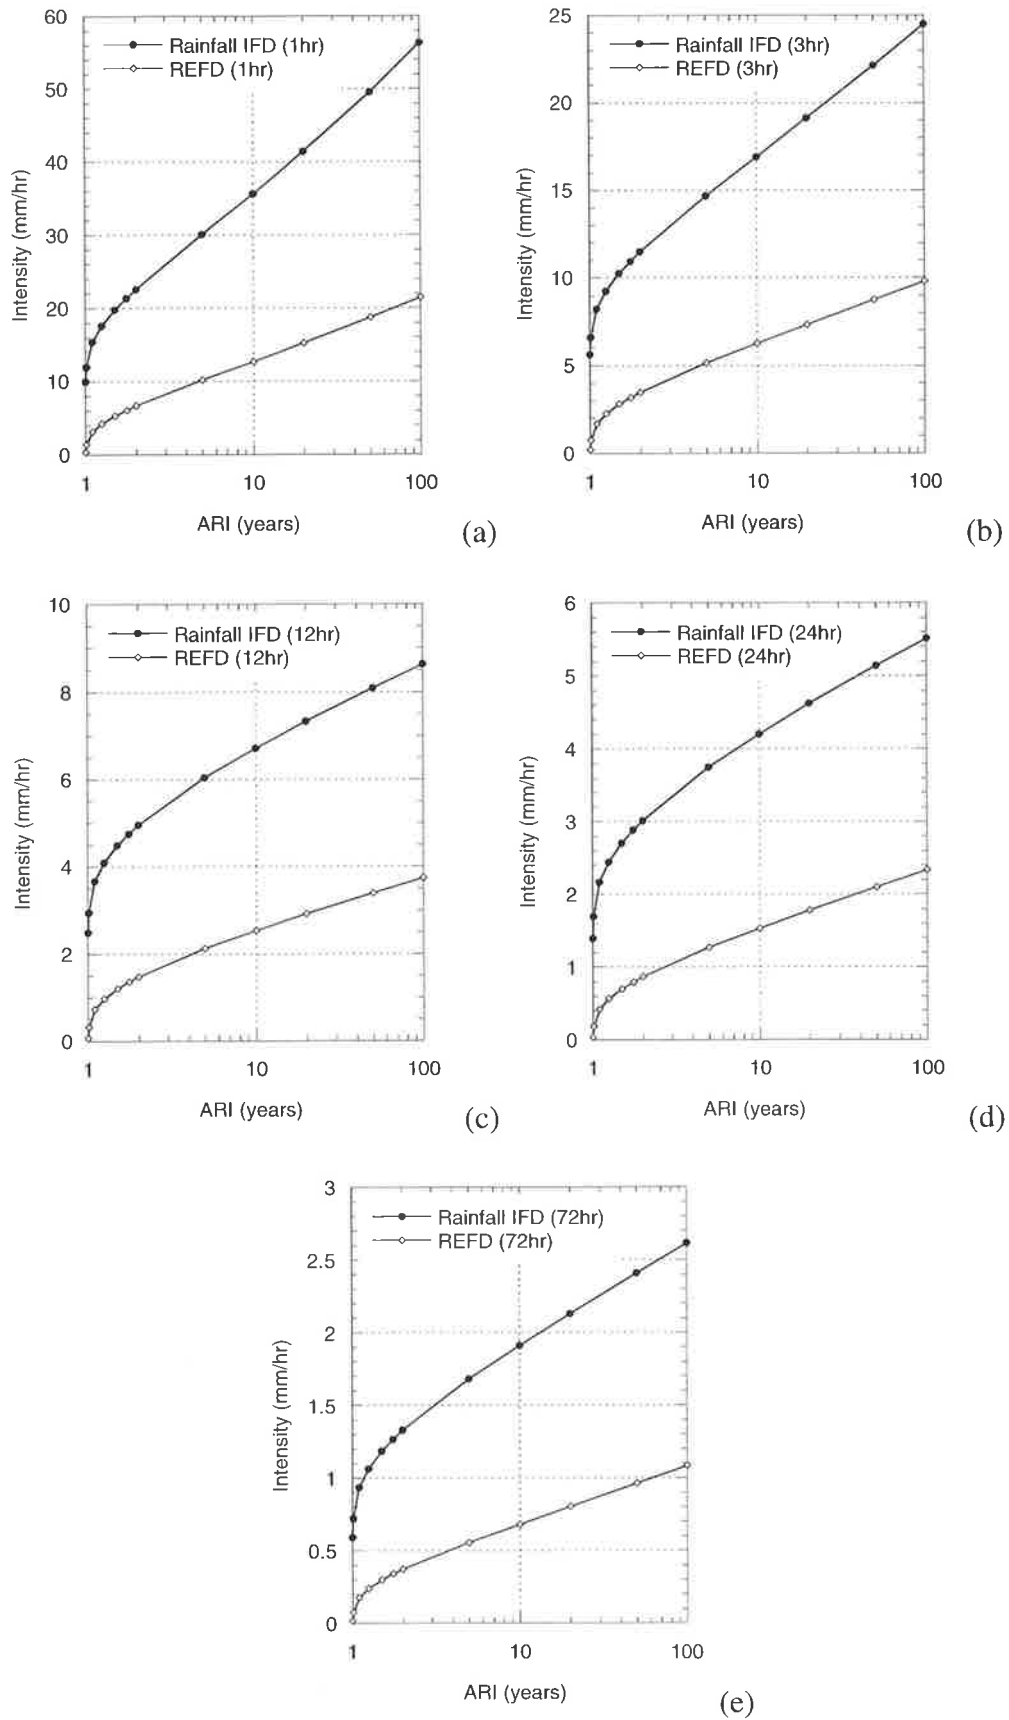 60
50
40
30
20
10
0
Intensity (mm/hr)
Rainfall IFD (1hr)
REFD (1hr)
1 10 100
ARI (years)
(a)
25
20
15
10
5
0
Intensity (mm/hr)
Rainfall IFD (3hr)
REFD (3hr)
1 10 100
ARI (years)
(b)
10
8
6
4
2
0
Intensity (mm/hr)
Rainfall IFD (12hr)
REFD (12hr)
1 10 100
ARI (years)
(c)
6
5
4
3
2
1
0
Intensity (mm/hr)
Rainfall IFD (24hr)
REFD (24hr)
1 10 100
ARI (years)
(d)
3
2.5
2
1.5
1
0.5
0
Intensity (mm/hr)
Rainfall IFD (72hr)
REFD (72hr)
1 10 100
ARI (years)
(e)